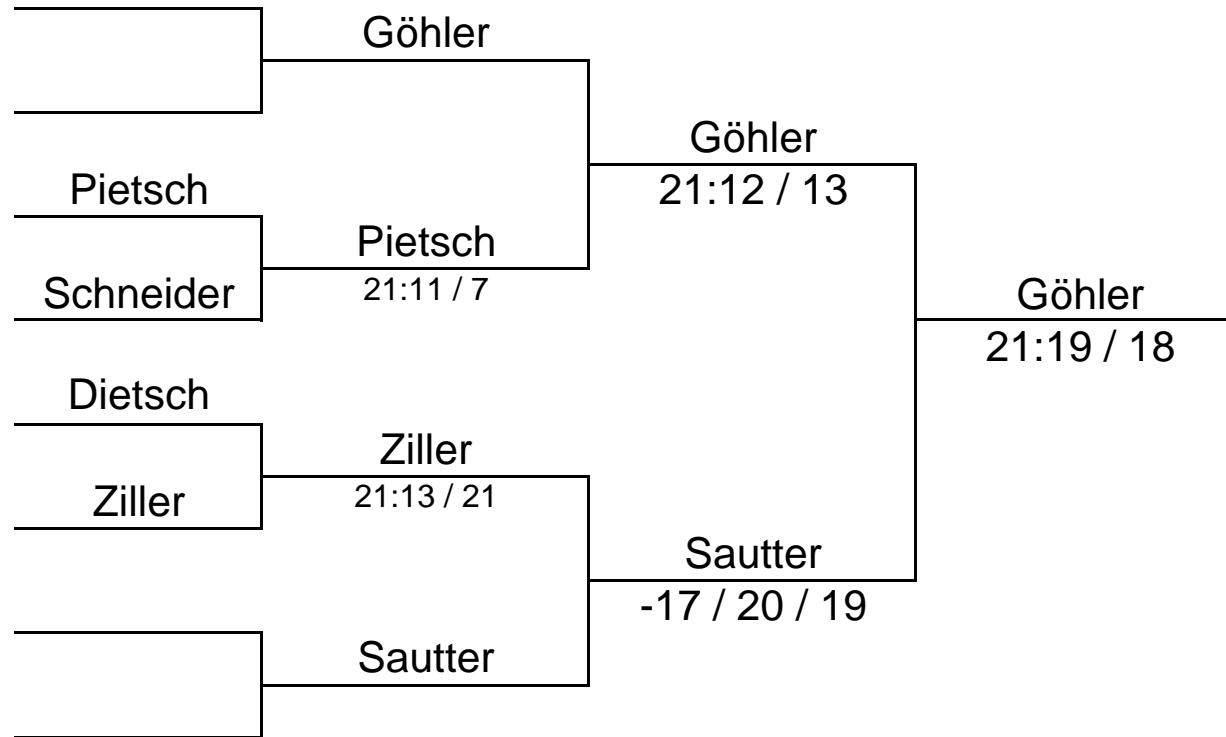 Göhler
Göhler
21:12 / 13
Pietsch
Pietsch
21:11 / 7
Schneider
Göhler
21:19 / 18
Dietsch
Ziller
21:13 / 21
Ziller
Sautter
-17 / 20 / 19
Sautter